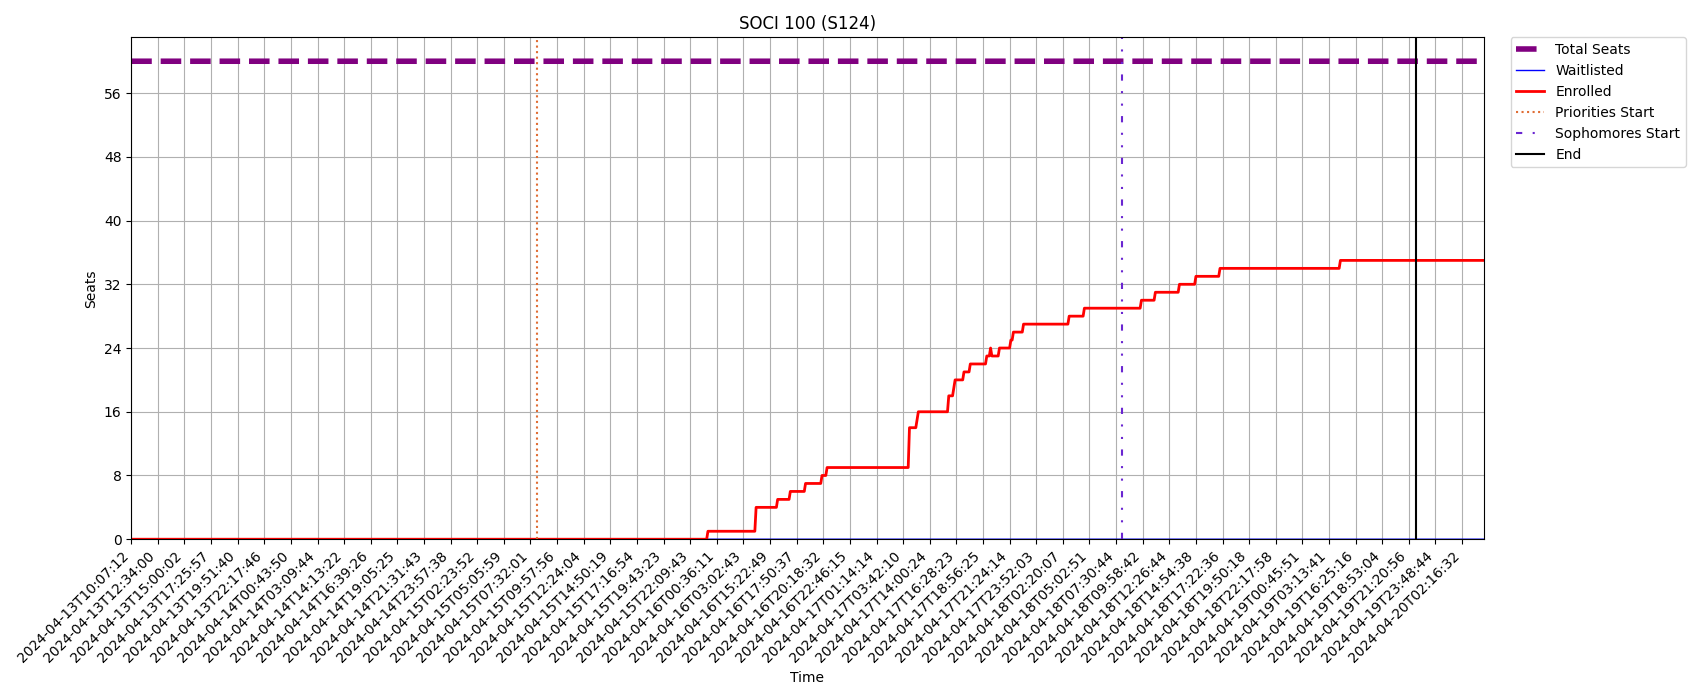 SOCI 100 (S124)
Total Seats
Waitlisted
Enrolled
Priorities Start
Sophomores Start
End
Seats
56
48
40
32
24
16
8
0
2024-04-13T10:07:12
2024-04-13T12:34:00
2024-04-13T15:00:02
2024-04-13T17:25:57
2024-04-13T19:51:40
2024-04-13T22:17:46
2024-04-14T00:43:50
2024-04-14T03:09:44
2024-04-14T14:13:22
2024-04-14T16:39:26
2024-04-14T19:05:25
2024-04-14T21:31:43
2024-04-14T23:57:38
2024-04-15T02:23:52
2024-04-15T05:05:59
2024-04-15T07:32:01
2024-04-15T09:57:56
2024-04-15T12:24:04
2024-04-15T14:50:19
2024-04-15T17:16:54
2024-04-15T19:43:23
2024-04-15T22:09:43
2024-04-16T00:36:11
2024-04-16T03:02:43
2024-04-16T15:22:49
2024-04-16T17:50:37
2024-04-16T20:18:32
2024-04-16T22:46:15
2024-04-17T01:14:14
2024-04-17T03:42:10
2024-04-17T14:00:24
2024-04-17T16:28:23
2024-04-17T18:56:25
2024-04-17T21:24:14
2024-04-17T23:52:03
2024-04-18T02:20:07
2024-04-18T05:02:51
2024-04-18T07:30:44
2024-04-18T09:58:42
2024-04-18T12:26:44
2024-04-18T14:54:38
2024-04-18T17:22:36
2024-04-18T19:50:18
2024-04-18T22:17:58
2024-04-19T00:45:51
2024-04-19T03:13:41
2024-04-19T16:25:16
2024-04-19T18:53:04
2024-04-19T21:20:56
2024-04-19T23:48:44
2024-04-20T02:16:32
Time